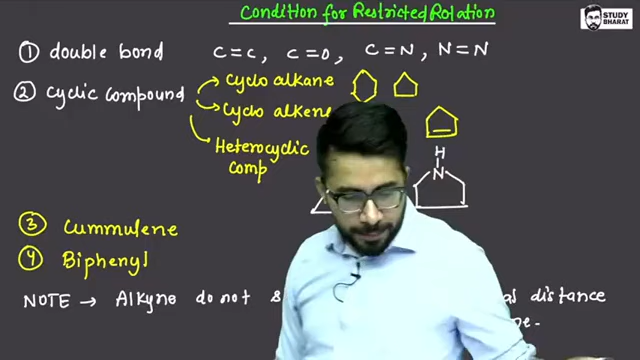 Condition for Restricted Rotation
STUDY
BHARAT
① double bond C=C, C=O, C=N, N=N
② Cyclic compound
Cyclo alkane
Cyclo alkene
Heterocyclic
comp
H
N
③ Cummulene
④ Biphenyl
NOTE → Alkyne do not distance